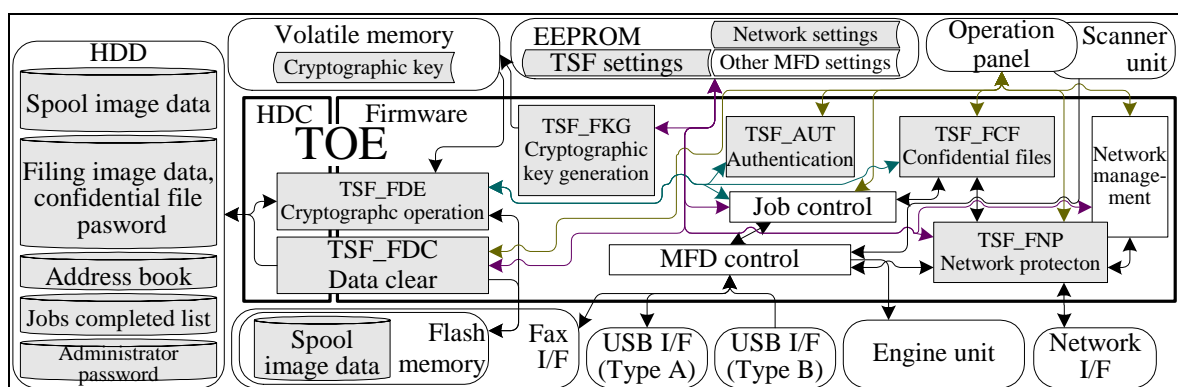 HDD
Spool image data
Filing image data,
confidential file
pasword
Address book
Jobs completed list
Administrator
password
Volatile memory
Cryptographic key
EEPROM
TSF settings
Network settings
Other MFD settings
Operation
panel
Scanner
unit
HDC
Firmware
TOE
TSF_FKG
Cryptographic
key generation
TSF_AUT
Authentication
TSF_FCF
Confidential files
Network
manage-
ment
TSF_FDE
Cryptographc operation
Job control
TSF_FDC
Data clear
MFD control
TSF_FNP
Network protecton
Spool
image data
Flash
memory
Fax
I/F
USB I/F
(Type A)
USB I/F
(Type B)
Engine unit
Network
I/F